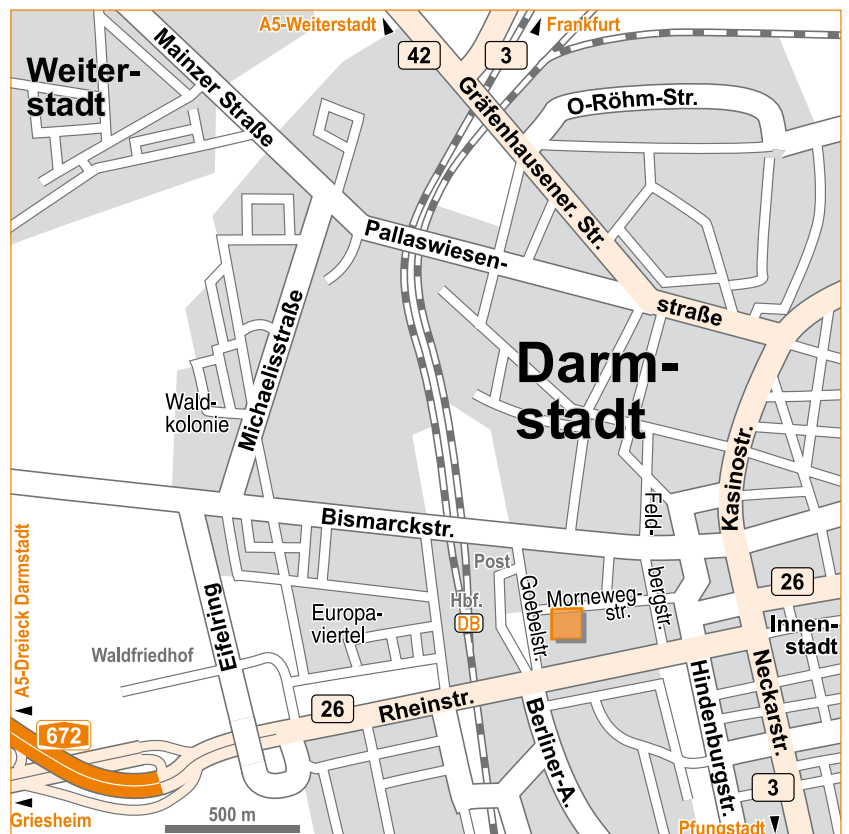 A5-Weiterstadt
Frankfurt
42
3
Weiter-
stadt
Mainzer Straße
Gräfenhausener. Str.
O-Röhm-Str.
Pallaswiesen-
straße
Michaelisstraße
Darm-
stadt
Wald-
kolonie
Kasinostr.
Bismarckstr.
Feld-
bergstr.
A5-Dreieck Darmstadt
Eifelring
Post
Hbf.
DB
Goebelstr.
Morneweg-
str.
26
Europa-
viertel
Innen-
stadt
Waldfriedhof
26
Rheinstr.
Berliner-A.
Hindenburgstr.
Neckarstr.
672
3
Griesheim
500 m
Pfungstadt